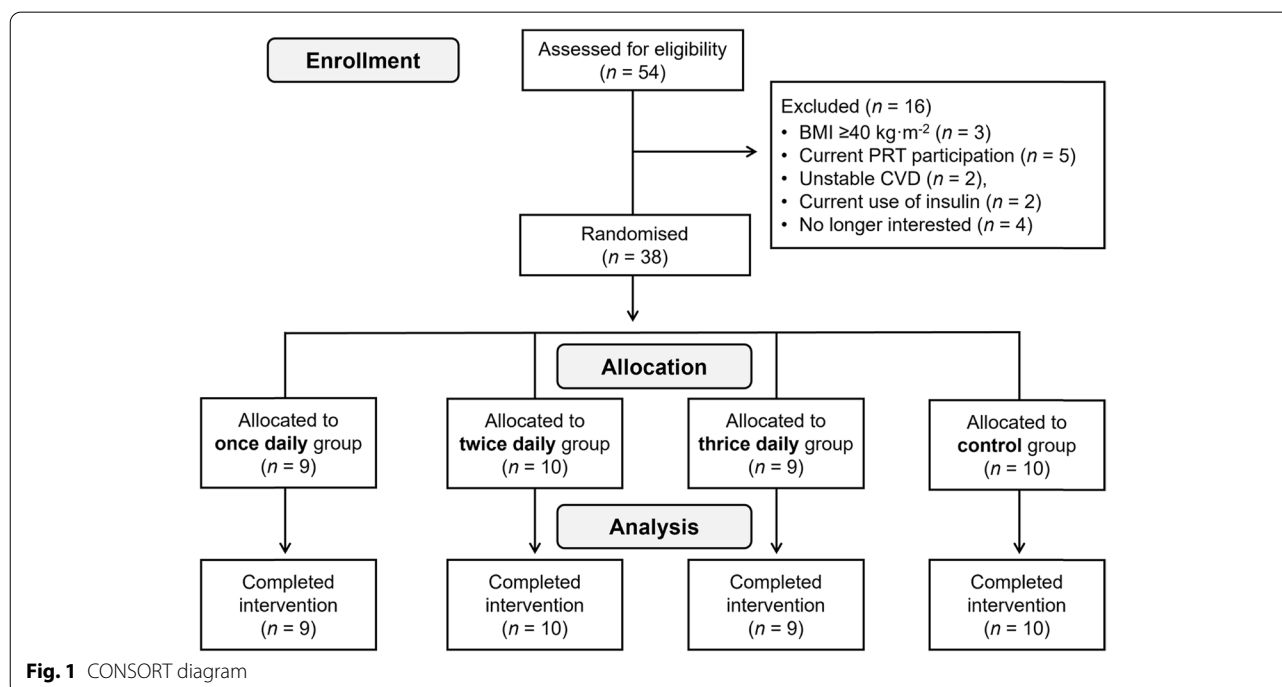 Enrollment
Assessed for eligibility
(n = 54)
Excluded (n = 16)
• BMI ≥40 kg·m-2 (n = 3)
• Current PRT participation (n = 5)
• Unstable CVD (n = 2),
• Current use of insulin (n = 2)
• No longer interested (n = 4)
Randomised
(n = 38)
Allocation
Allocated to
once daily group
(n = 9)
Allocated to
twice daily group
(n = 10)
Allocated to
thrice daily group
(n = 9)
Allocated to
control group
(n = 10)
Analysis
Completed
intervention
(n = 9)
Completed
intervention
(n = 10)
Completed
intervention
(n = 9)
Completed
intervention
(n = 10)
Fig. 1 CONSORT diagram